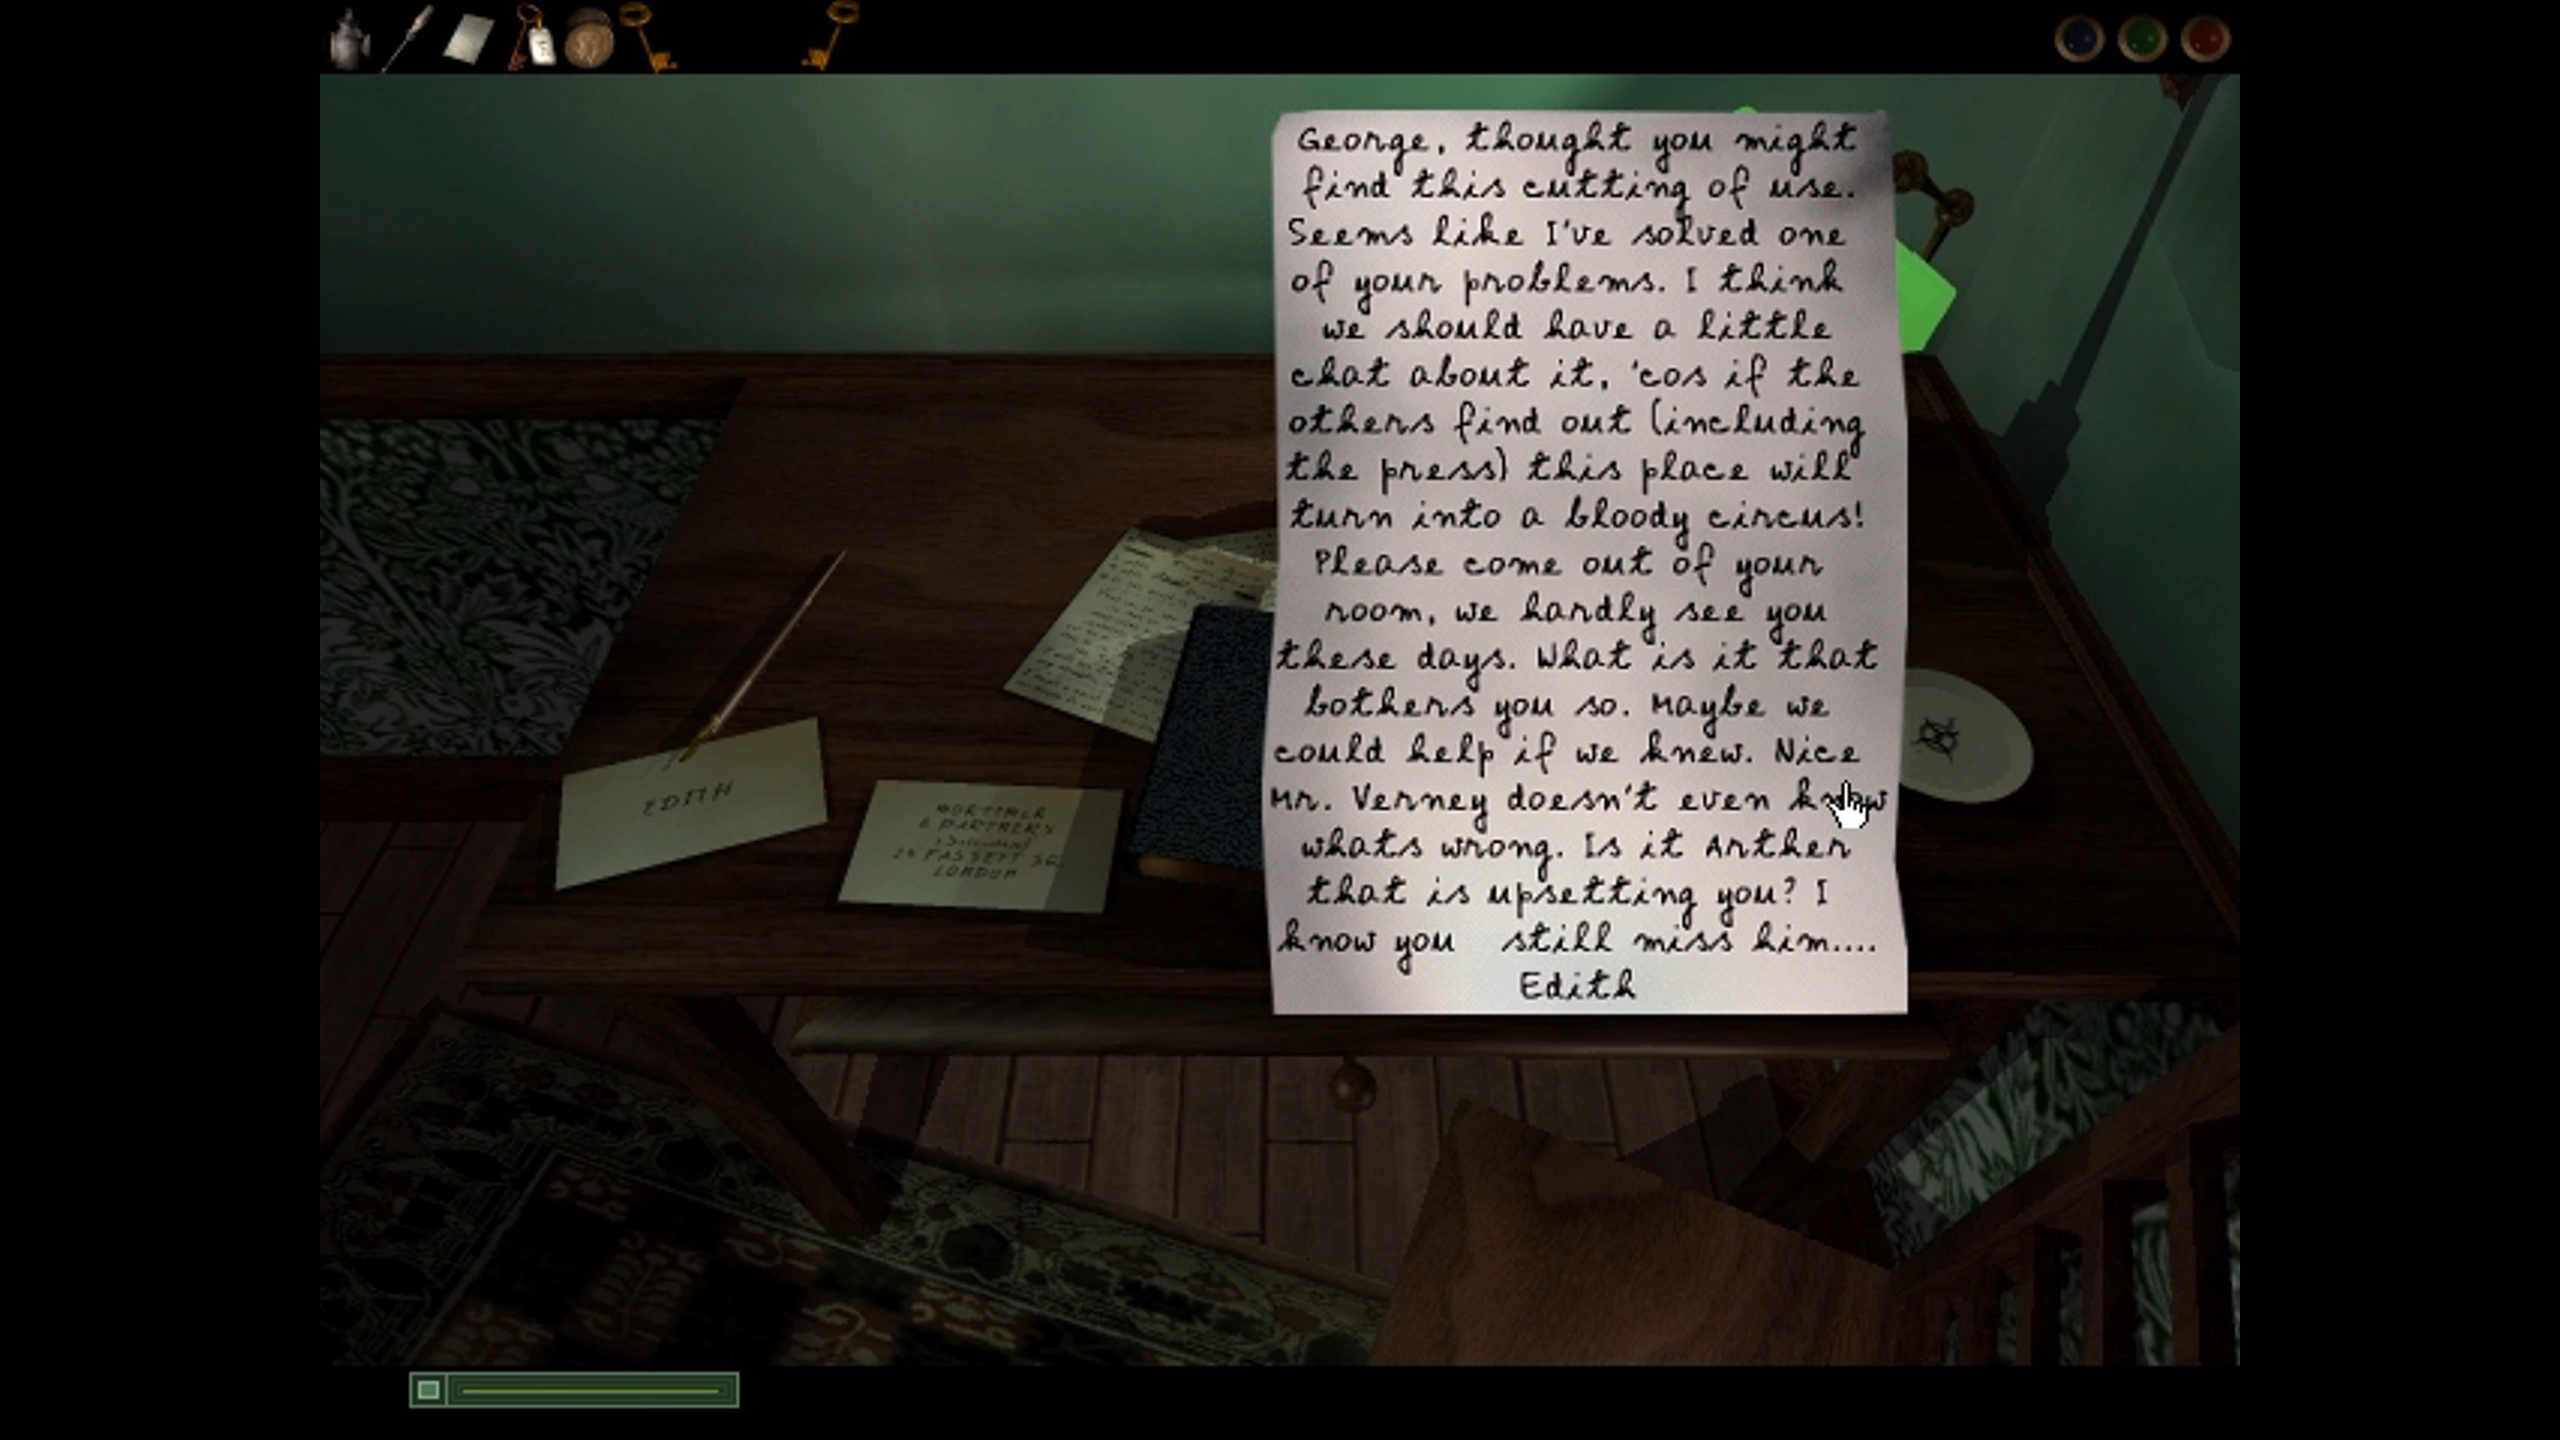 George, thought you might
find this cutting of use.
Seems like I've solved one
of your problems. I think
we should have a little
chat about it, 'cos if the
others find out (including
the press) this place will
turn into a bloody circus!
Please come out of your
room, we hardly see you
these days. What is it that
bothers you so. Maybe we
could help if we knew. Nice
Mr. Verney doesn't even know
whats wrong. Is it Arther
that is upsetting you? I
know you still miss him....
Edith
EDITH
MORTIMER
& PARTNERS
LONDON